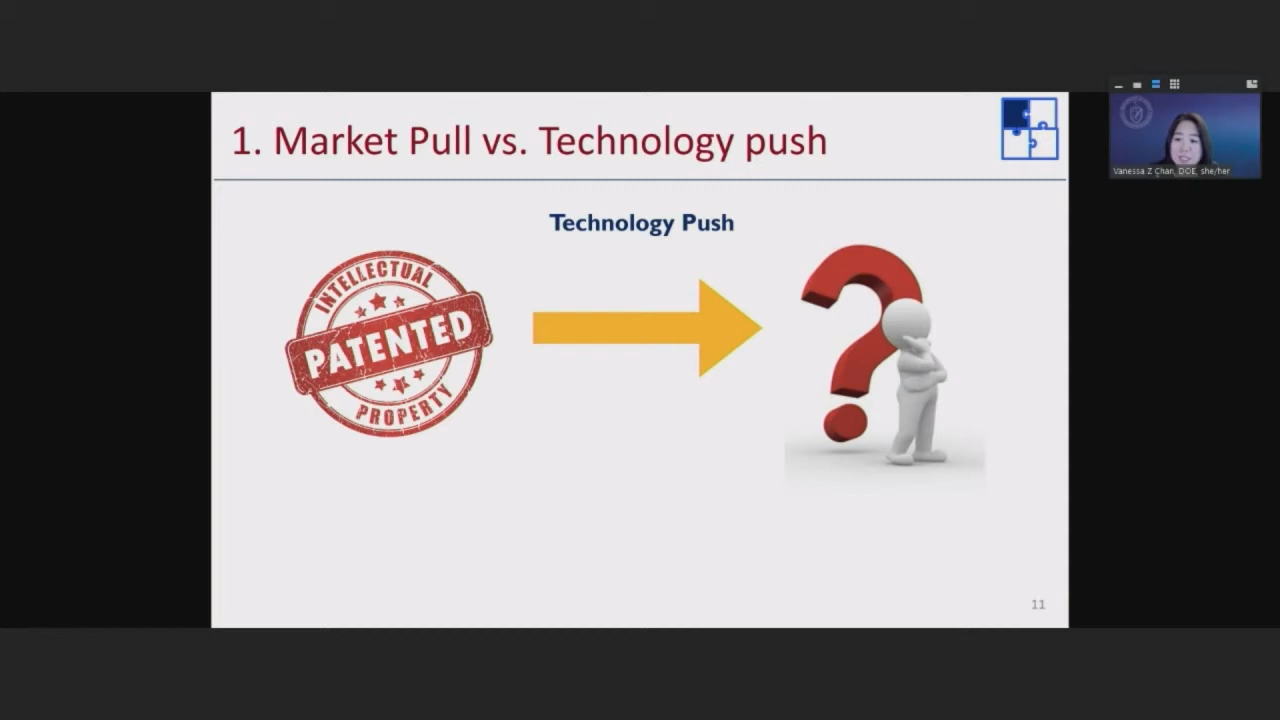 1. Market Pull vs. Technology push
Technology Push
INTELLECTUAL
PATENTED
PROPERTY
11
Vanessa Z Chan, DOE, she/her